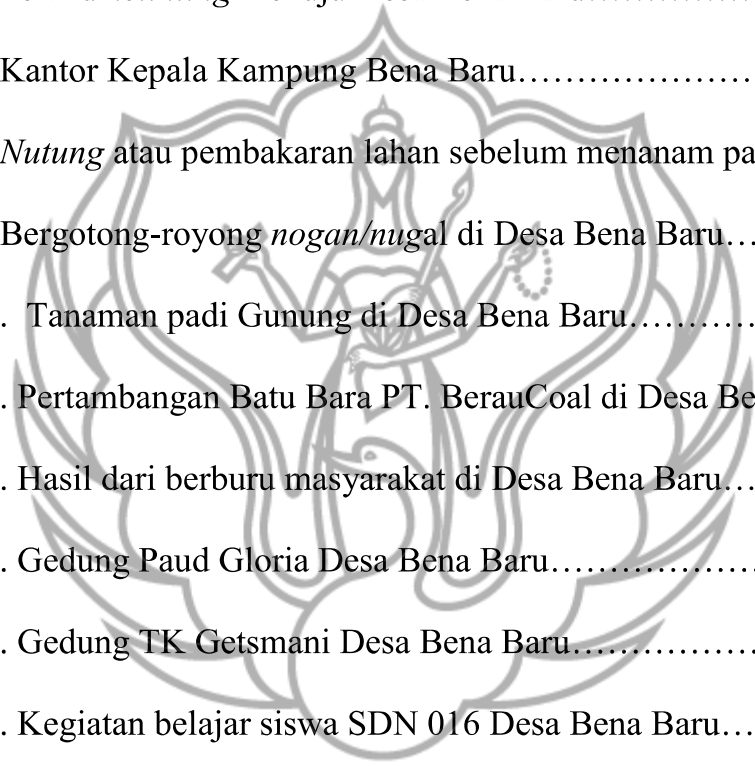 Kantor Kepala Kampung Bena Baru…………………
Nutung atau pembakaran lahan sebelum menanam pa
Bergotong-royong nogan/nugal di Desa Bena Baru…
. Tanaman padi Gunung di Desa Bena Baru…………
. Pertambangan Batu Bara PT. BerauCoal di Desa Be
. Hasil dari berburu masyarakat di Desa Bena Baru…
. Gedung Paud Gloria Desa Bena Baru………………
. Gedung TK Getsmani Desa Bena Baru……………
. Kegiatan belajar siswa SDN 016 Desa Bena Baru…